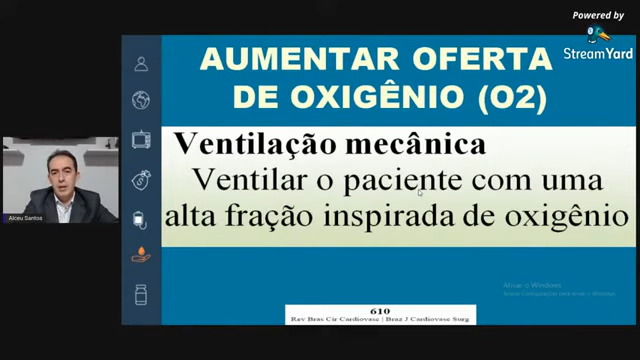 Powered by
StreamYard
AUMENTAR OFERTA
DE OXIGÊNIO (O2)
Ventilação mecânica
Ventilar o paciente com uma
alta fração inspirada de oxigênio
Alceu Santos
Ativar o Windows
610
Rev Bras Cir Cardiovasc | Braz J Cardiovasc Surg